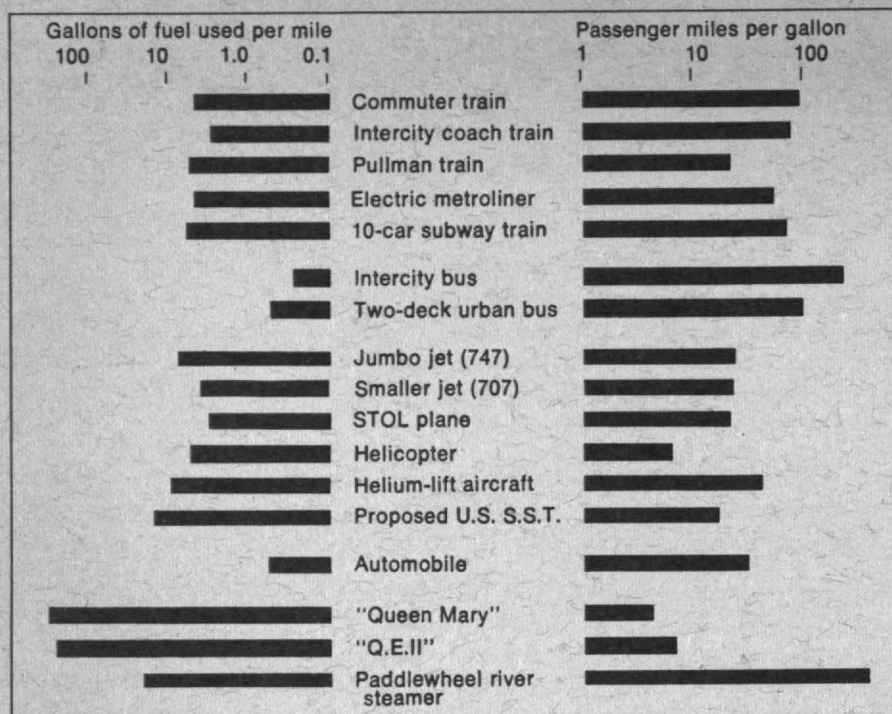 Gallons of fuel used per mile
Passenger miles per gallon
100 10 1.0 0.1
1 10 100
Commuter train
Intercity coach train
Pullman train
Electric metroliner
10-car subway train
Intercity bus
Two-deck urban bus
Jumbo jet (747)
Smaller jet (707)
STOL plane
Helicopter
Helium-lift aircraft
Proposed U.S. S.S.T.
Automobile
"Queen Mary"
"Q.E.II"
Paddlewheel river
steamer